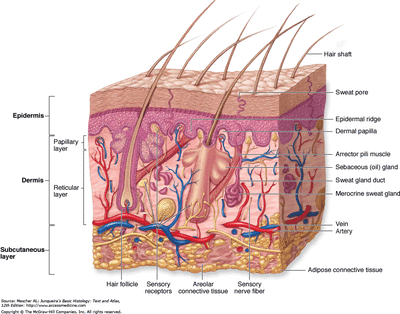 Hair shaft
Sweat pore
Epidermis
Epidermal ridge
Dermal papilla
Papillary
layer
Arrector pili muscle
Sebaceous (oil) gland
Dermis
Sweat gland duct
Reticular
layer
Merocrine sweat gland
Vein
Artery
Subcutaneous
layer
Adipose connective tissue
Hair follicle
Sensory
receptors
Areolar
connective tissue
Sensory
nerve fiber
Source: Mescher AL: Junqueira's Basic Histology: Text and Atlas,
12th Edition: http://www.accessmedicine.com
Copyright © The McGraw-Hill Companies, Inc. All rights reserved.